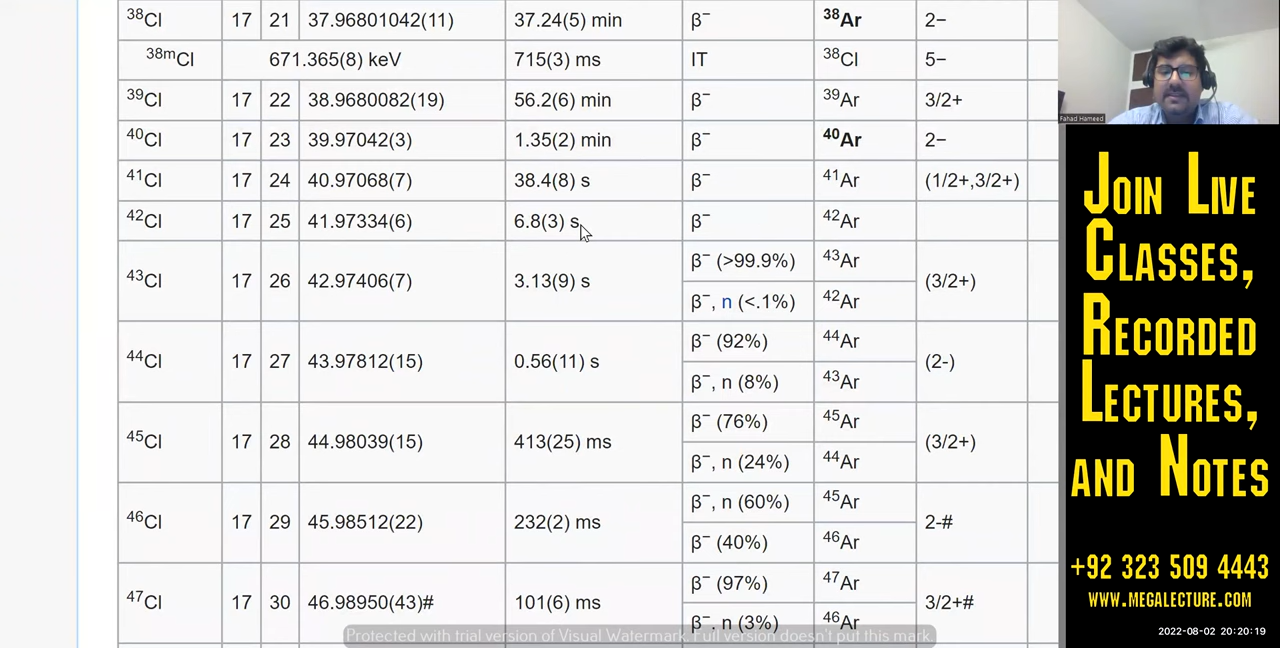 ³⁸Cl 17 21 37.96801042(11) 37.24(5) min β⁻ ³⁸Ar 2−
³⁸ᵐCl 671.365(8) keV 715(3) ms IT ³⁸Cl 5−
³⁹Cl 17 22 38.9680082(19) 56.2(6) min β⁻ ³⁹Ar 3/2+
⁴⁰Cl 17 23 39.97042(3) 1.35(2) min β⁻ ⁴⁰Ar 2−
⁴¹Cl 17 24 40.97068(7) 38.4(8) s β⁻ ⁴¹Ar (1/2+,3/2+)
⁴²Cl 17 25 41.97334(6) 6.8(3) s β⁻ ⁴²Ar
⁴³Cl 17 26 42.97406(7) 3.13(9) s β⁻ (>99.9%) ⁴³Ar (3/2+)
β⁻, n (<.1%) ⁴²Ar
⁴⁴Cl 17 27 43.97812(15) 0.56(11) s β⁻ (92%) ⁴⁴Ar (2-)
β⁻, n (8%) ⁴³Ar
⁴⁵Cl 17 28 44.98039(15) 413(25) ms β⁻ (76%) ⁴⁵Ar (3/2+)
β⁻, n (24%) ⁴⁴Ar
⁴⁶Cl 17 29 45.98512(22) 232(2) ms β⁻, n (60%) ⁴⁵Ar 2-#
β⁻ (40%) ⁴⁶Ar
⁴⁷Cl 17 30 46.98950(43)# 101(6) ms β⁻ (97%) ⁴⁷Ar 3/2+#
β⁻, n (3%) ⁴⁶Ar
Protected with trial version of Visual Watermark. Full version doesn't put this mark.
Fahad Hameed
JOIN LIVE
CLASSES,
RECORDED
LECTURES,
AND NOTES
+92 323 509 4443
WWW.MEGALECTURE.COM
2022-08-02 20:20:19